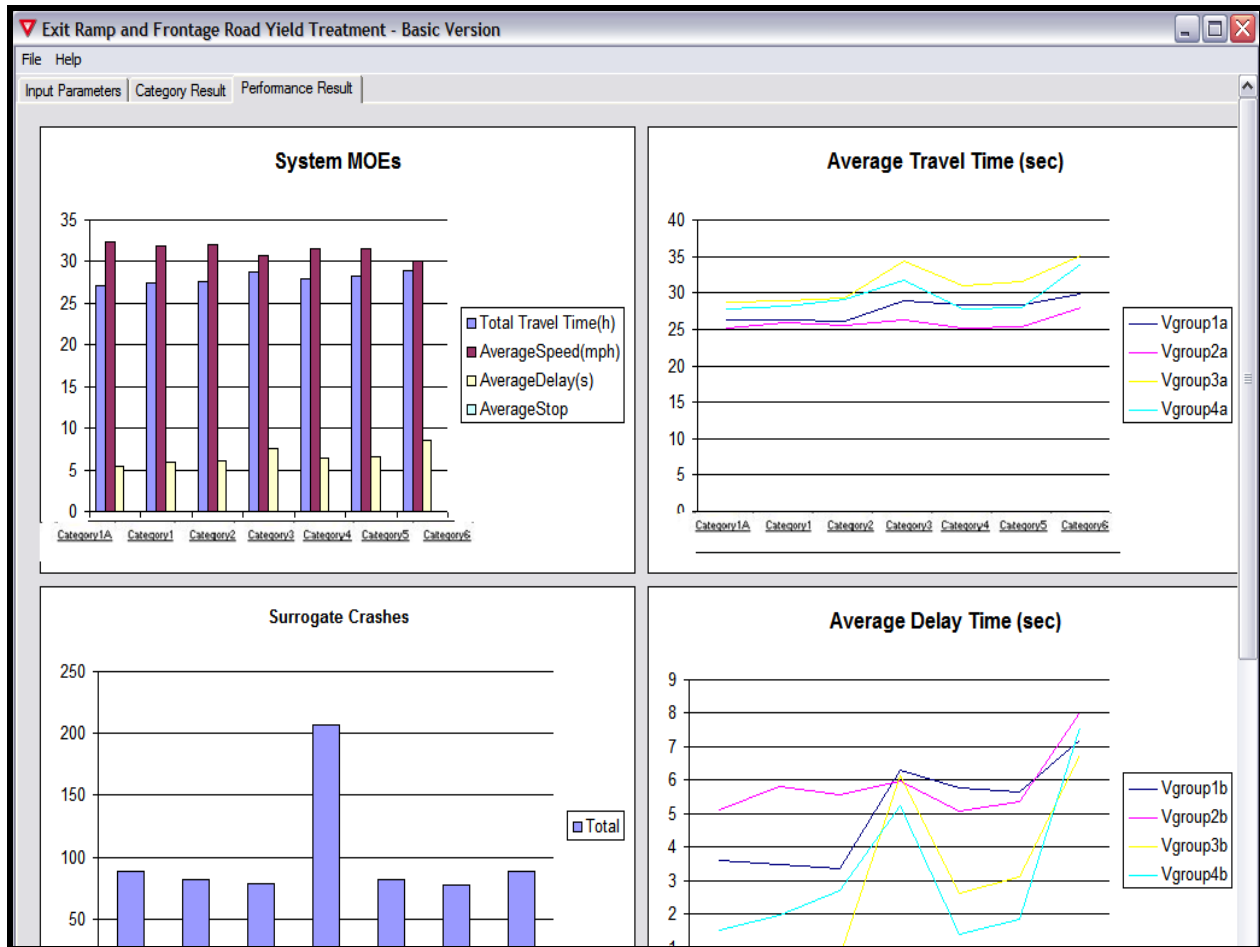 Exit Ramp and Frontage Road Yield Treatment - Basic Version
File Help
Input Parameters Category Result Performance Result
System MOEs
35
30
25
20
15
10
5
0
Category1A Category1 Category2 Category3 Category4 Category5 Category6
Total Travel Time(h)
AverageSpeed(mph)
AverageDelay(s)
AverageStop
Average Travel Time (sec)
40
35
30
25
20
15
10
5
0
Category1A Category1 Category2 Category3 Category4 Category5 Category6
Vgroup1a
Vgroup2a
Vgroup3a
Vgroup4a
Surrogate Crashes
250
200
150
100
50
Total
Average Delay Time (sec)
9
8
7
6
5
4
3
2
1
Vgroup1b
Vgroup2b
Vgroup3b
Vgroup4b